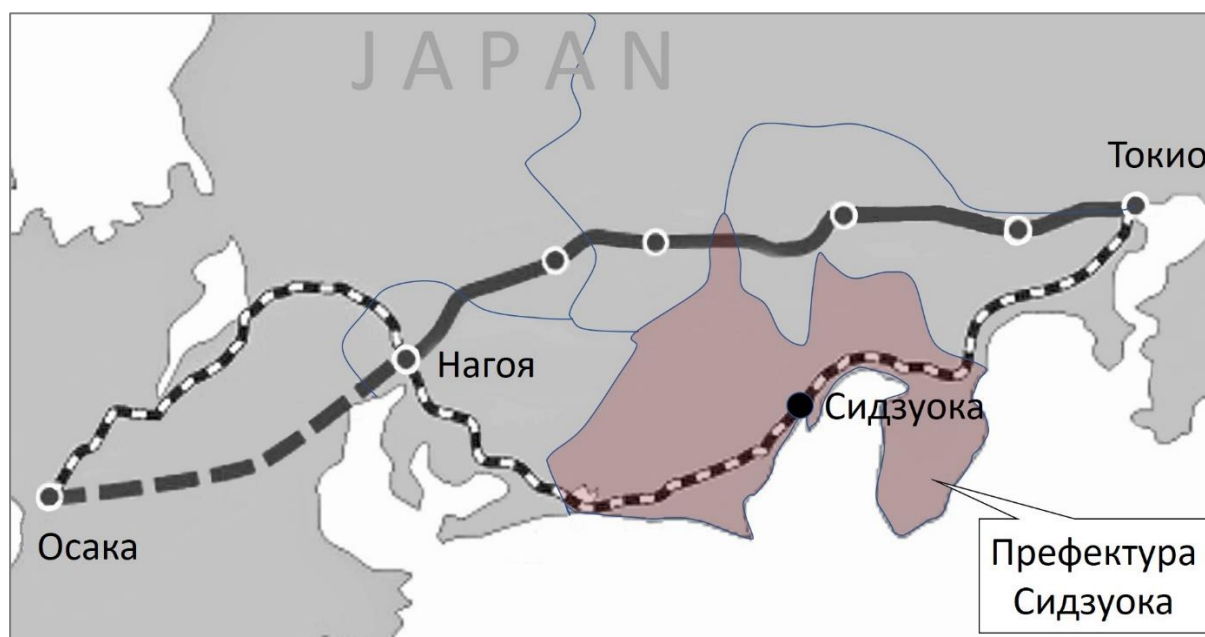 JAPAN
Токио
Нагоя
Сидзуока
Осака
Префектура
Сидзуока